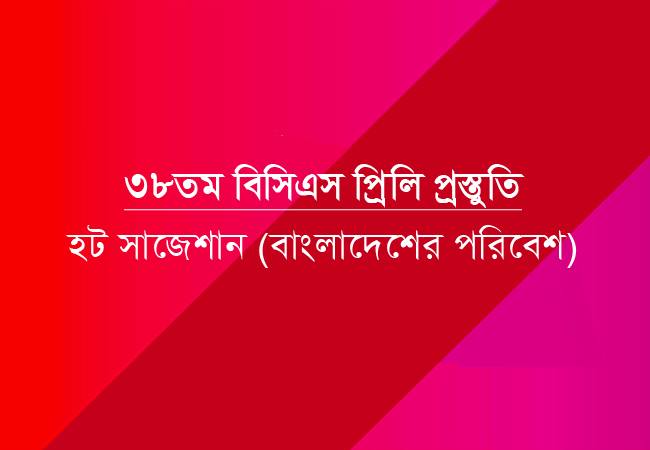 ৩৮তম বিসিএস প্রিলি প্রস্তুতি
হট সাজেশান (বাংলাদেশের পরিবেশ)